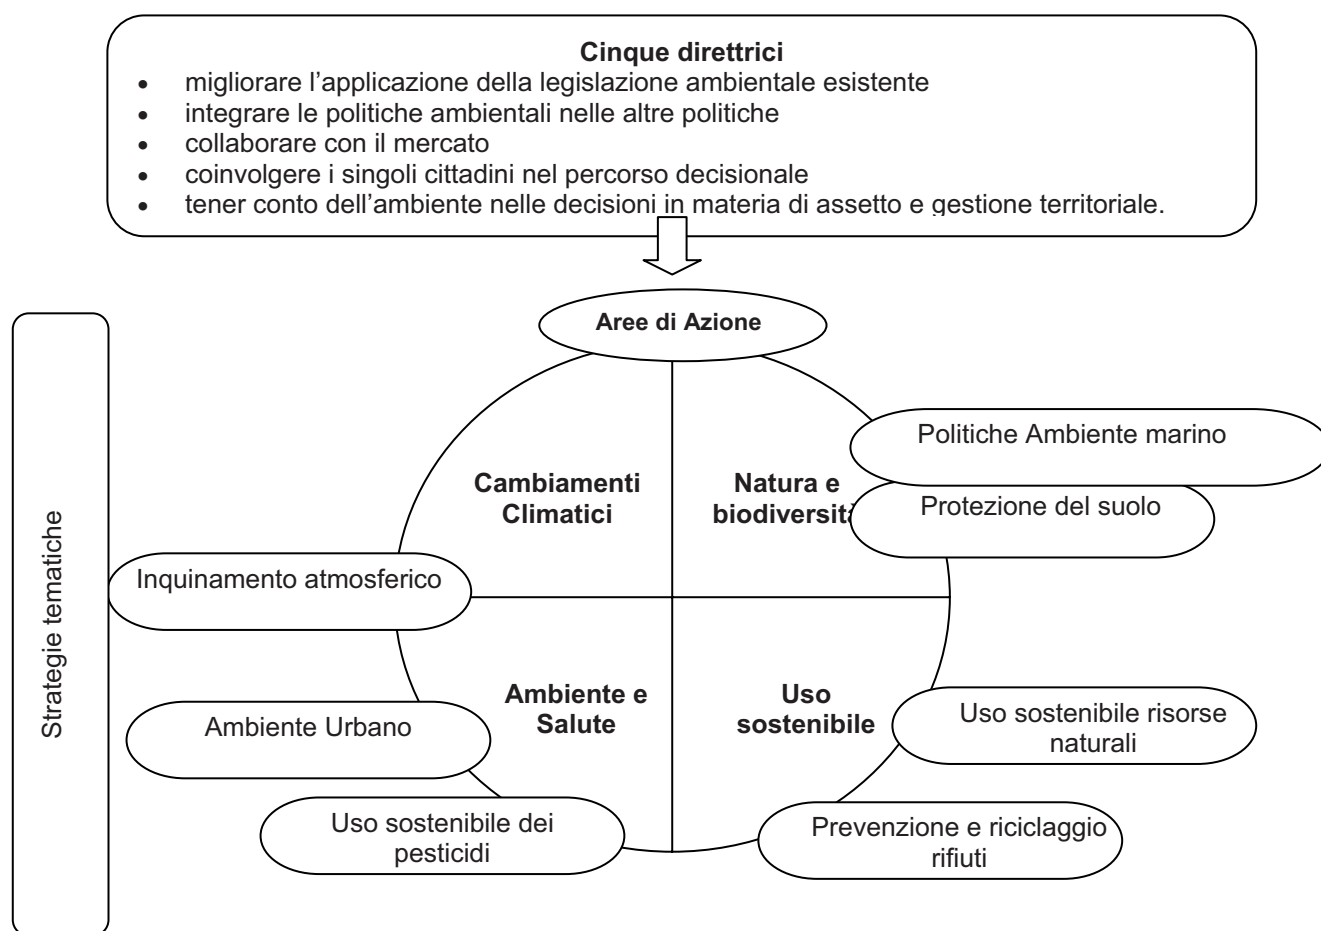 Cinque direttrici
• migliorare l'applicazione della legislazione ambientale esistente
• integrare le politiche ambientali nelle altre politiche
• collaborare con il mercato
• coinvolgere i singoli cittadini nel percorso decisionale
• tener conto dell'ambiente nelle decisioni in materia di assetto e gestione territoriale.
Aree di Azione
Strategie tematiche
Cambiamenti
Climatici
Natura e
biodiversità
Politiche Ambiente marino
Protezione del suolo
Inquinamento atmosferico
Ambiente e
Salute
Uso
sostenibile
Ambiente Urbano
Uso sostenibile risorse
naturali
Uso sostenibile dei
pesticidi
Prevenzione e riciclaggio
rifiuti